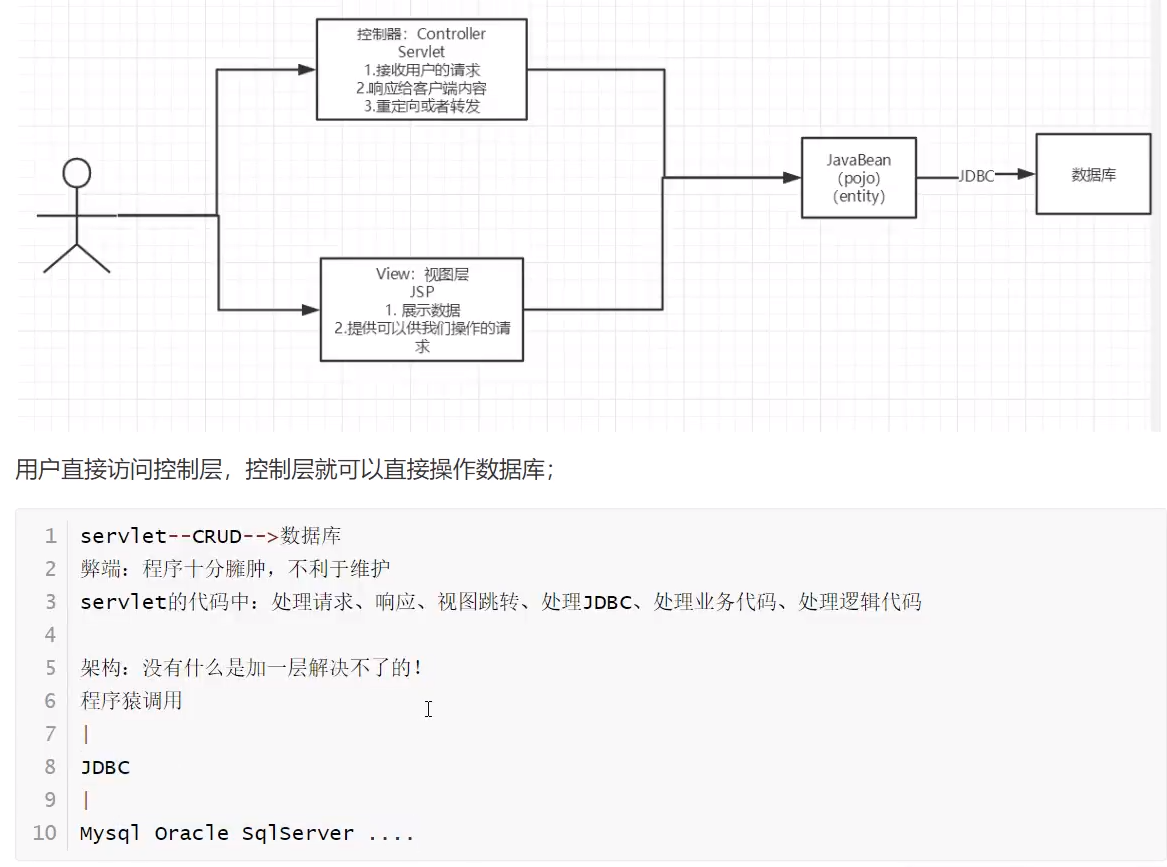 控制器：Controller
Servlet
1.接收用户的请求
2.响应给客户端内容
3.重定向或者转发
JavaBean
（pojo）
（entity）
JDBC
数据库
View：视图层
JSP
1. 展示数据
2.提供可以供我们操作的请
求
用户直接访问控制层，控制层就可以直接操作数据库；
1 servlet--CRUD-->数据库
2 弊端：程序十分臃肿，不利于维护
3 servlet的代码中：处理请求、响应、视图跳转、处理JDBC、处理业务代码、处理逻辑代码
4
5 架构：没有什么是加一层解决不了的！
6 程序猿调用
7 |
8 JDBC
9 |
10 Mysql Oracle SqlServer ....